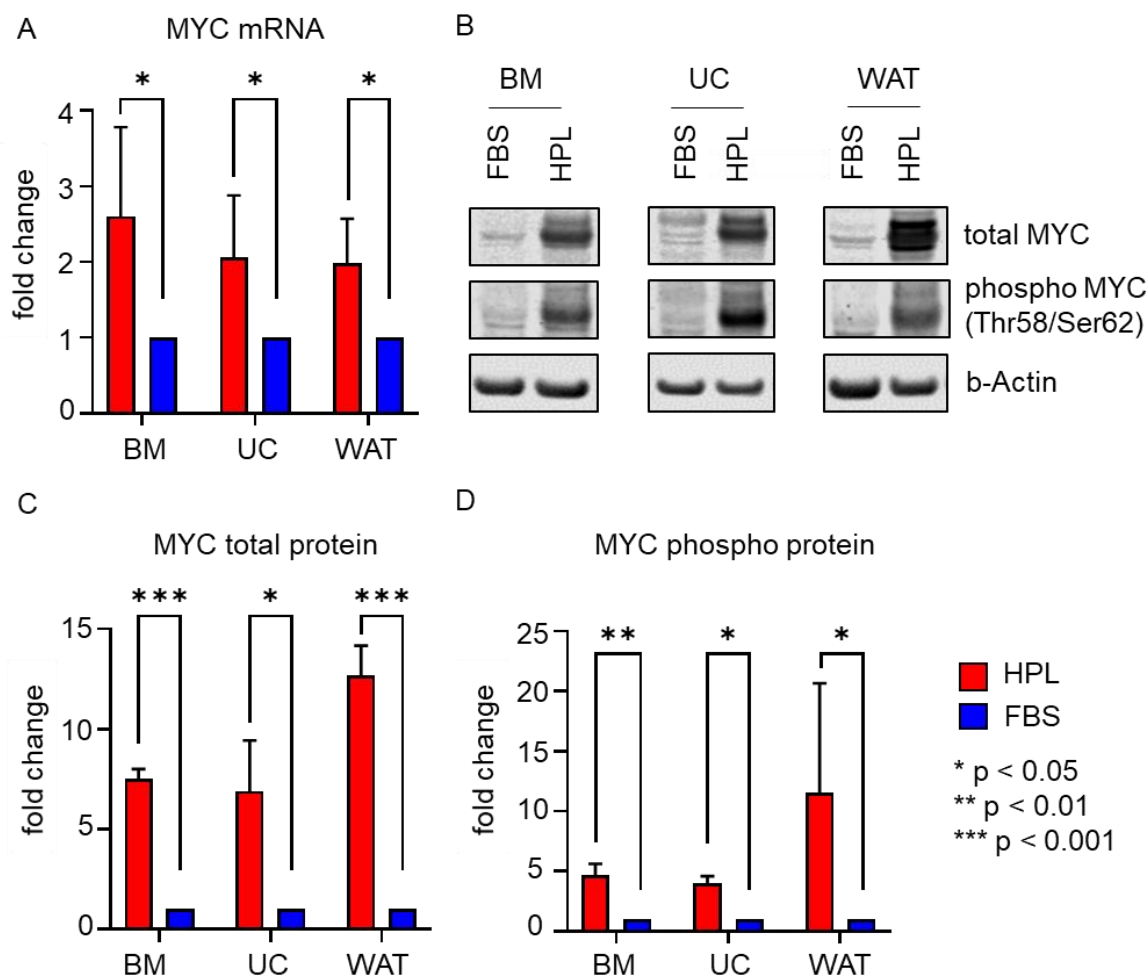 A
MYC mRNA
* * *
fold change
4
3
2
1
0
BM UC WAT
B
BM UC WAT
FBS HPL FBS HPL FBS HPL
total MYC
phospho MYC
(Thr58/Ser62)
b-Actin
C
MYC total protein
*** * ***
fold change
15
10
5
0
BM UC WAT
D
MYC phospho protein
** * *
fold change
25
20
15
10
5
0
BM UC WAT
HPL
FBS
* p < 0.05
** p < 0.01
*** p < 0.001